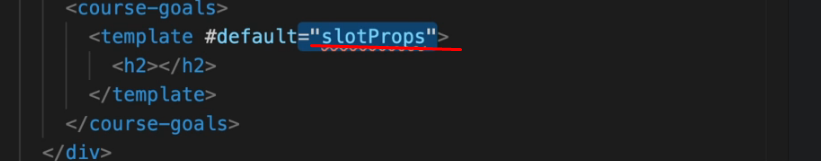 <course-goals>
<template #default="slotProps">
<h2></h2>
</template>
</course-goals>
</div>